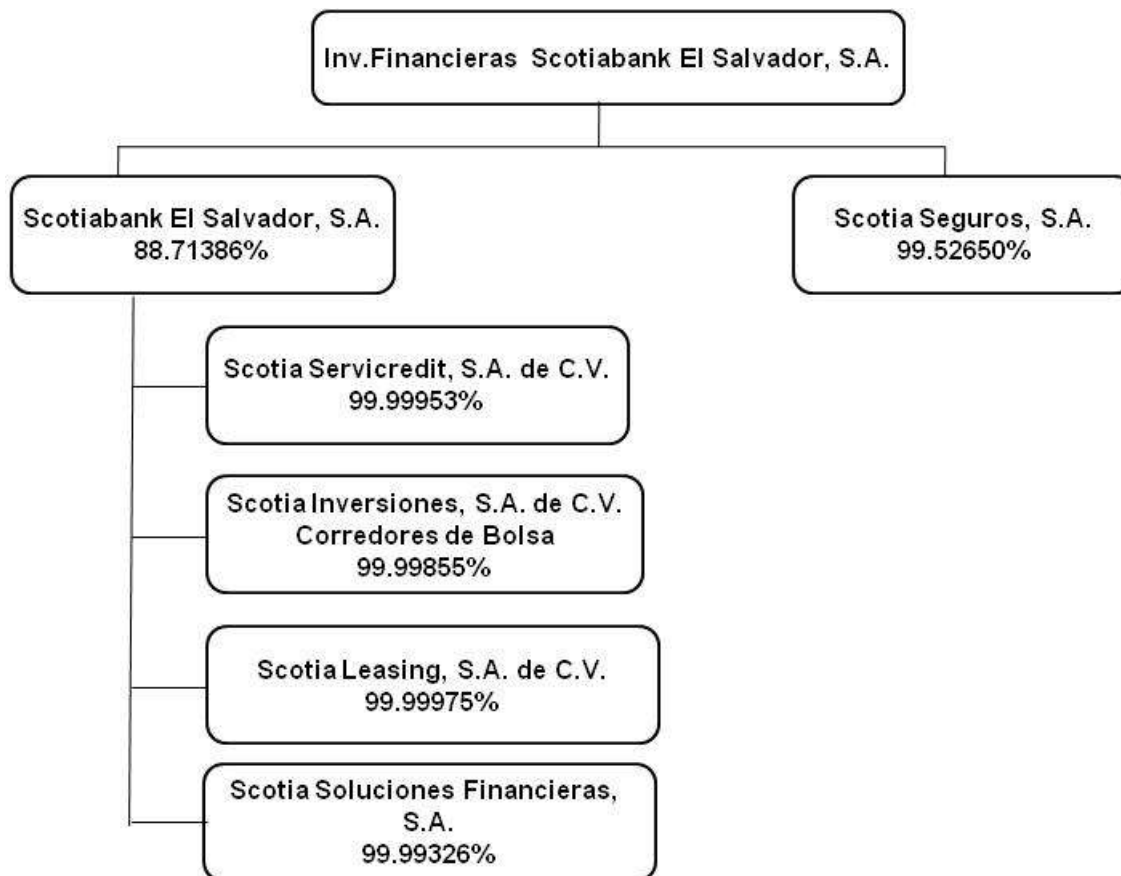 Inv.Financieras Scotiabank El Salvador, S.A.
Scotiabank El Salvador, S.A.
88.71386%
Scotia Seguros, S.A.
99.52650%
Scotia Servicredit, S.A. de C.V.
99.99953%
Scotia Inversiones, S.A. de C.V.
Corredores de Bolsa
99.99855%
Scotia Leasing, S.A. de C.V.
99.99975%
Scotia Soluciones Financieras,
S.A.
99.99326%